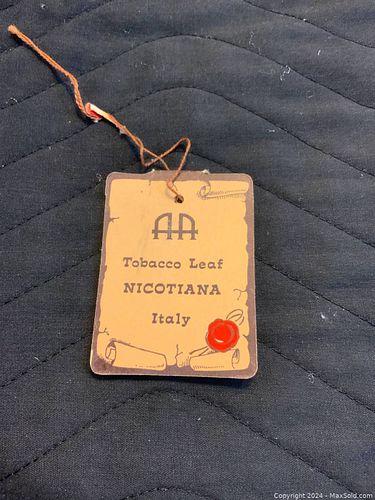 AA
Tobacco Leaf
NICOTIANA
Italy
Copyright 2024 - MaxSold.com